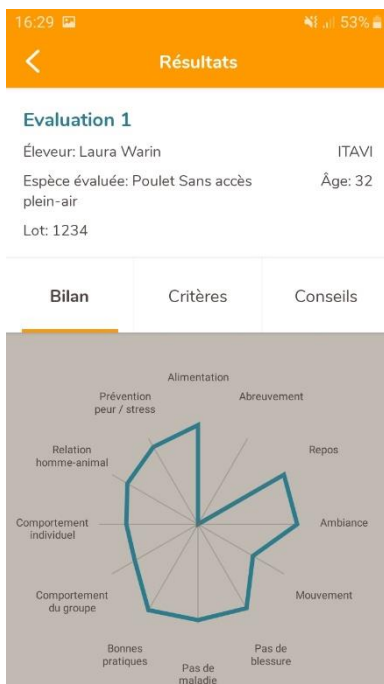 16:29 53%
Résultats
Evaluation 1
Éleveur: Laura Warin ITAVI
Espèce évaluée: Poulet Sans accès Âge: 32
plein-air
Lot: 1234
Bilan Critères Conseils
Alimentation
Prévention Abreuvement
peur / stress
Relation Repos
homme-animal
Comportement Ambiance
individuel
Comportement Mouvement
du groupe
Bonnes Pas de
pratiques blessure
Pas de
maladie